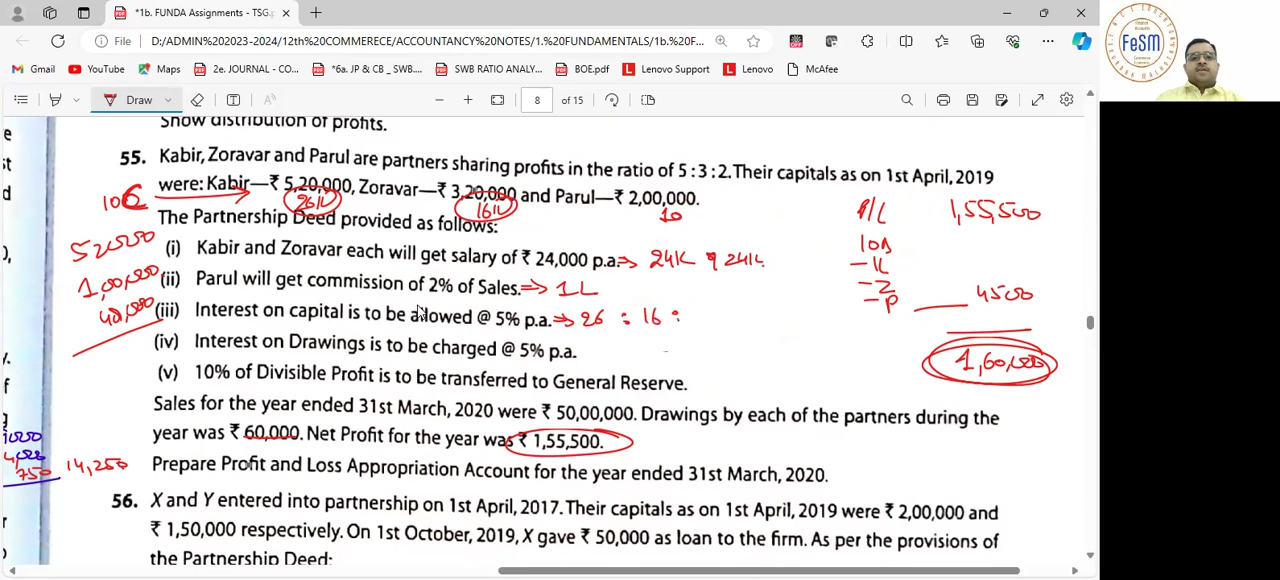 *1b. FUNDA Assignments - TSG.
File D:/ADMIN%202023-2024/12th%20COMMERECE/ACCOUNTANCE%20NOTES/1.%20FUNDAMENTALS/1b.%20F...
Gmail YouTube Maps 2e. JOURNAL - CO... *6a. JP & CB _SWB... SWB RATIO ANALY... BOE.pdf Lenovo Support Lenovo McAfee
Draw 8 of 15
FeSM
Show distribution of profits.
55. Kabir, Zoravar and Parul are partners sharing profits in the ratio of 5 : 3 : 2. Their capitals as on 1st April, 2019
were: Kabir—₹ 5,20,000, Zoravar—₹ 3,20,000 and Parul—₹ 2,00,000.
26K 16K 10
P/L 1,55,500
The Partnership Deed provided as follows:
52000
(i) Kabir and Zoravar each will get salary of ₹ 24,000 p.a. 24K 24K
IOD
-K
1,00,000
(ii) Parul will get commission of 2% of Sales. 1L
-Z
-P 4500
(iii) Interest on capital is to be allowed @ 5% p.a. 26 : 16 :
(iv) Interest on Drawings is to be charged @ 5% p.a.
1,60,000
(v) 10% of Divisible Profit is to be transferred to General Reserve.
Sales for the year ended 31st March, 2020 were ₹ 50,00,000. Drawings by each of the partners during the
year was ₹ 60,000. Net Profit for the year was ₹ 1,55,500.
750 14,250
Prepare Profit and Loss Appropriation Account for the year ended 31st March, 2020.
56. X and Y entered into partnership on 1st April, 2017. Their capitals as on 1st April, 2019 were ₹ 2,00,000 and
₹ 1,50,000 respectively. On 1st October, 2019, X gave ₹ 50,000 as loan to the firm. As per the provisions of
the Partnership Deed: